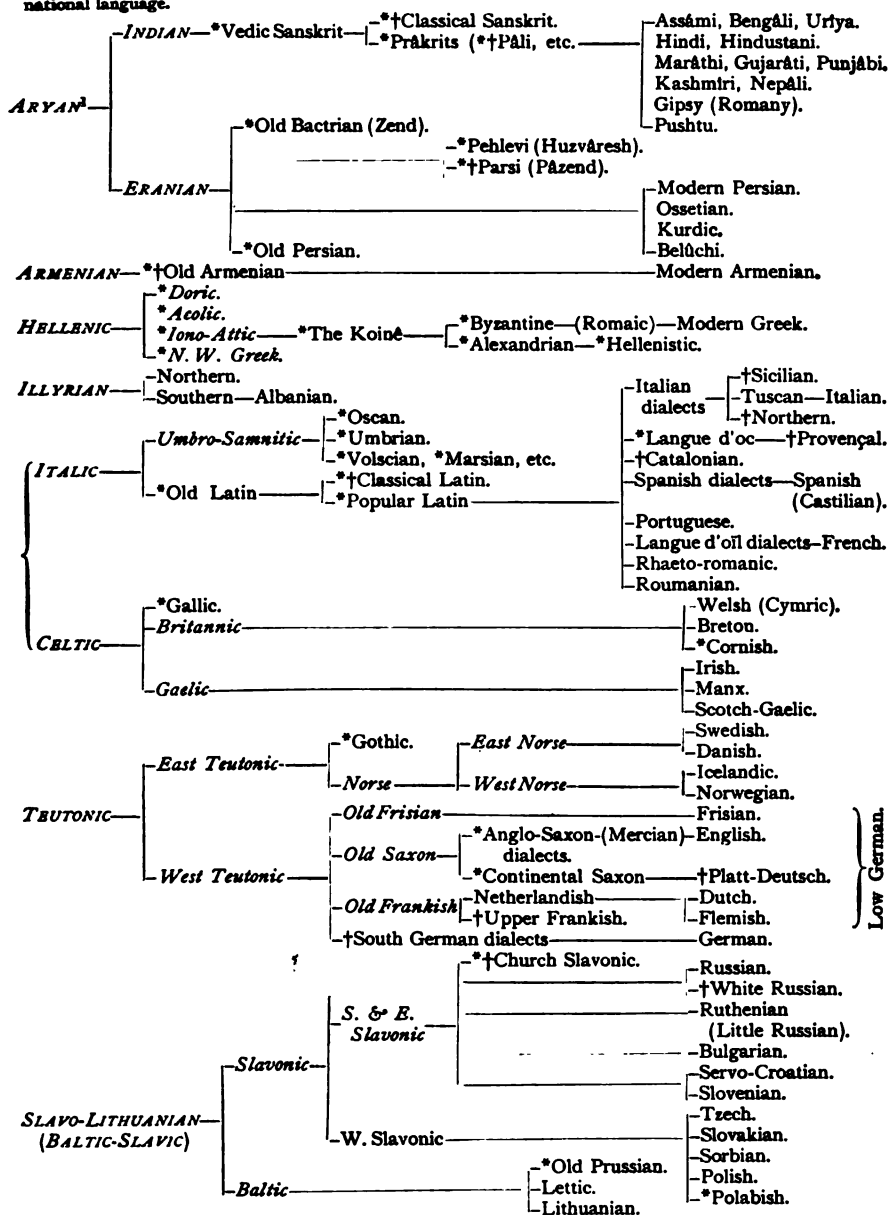 national language.
INDIAN *Vedic Sanskrit *†Classical Sanskrit.
*Prâkrits (*†Pâli, etc.
Assâmi, Bengâli, Urîya.
Hindi, Hindustani.
Marâthi, Gujarâti, Punjâbi.
Kashmîri, Nepâli.
Gipsy (Romany).
Pushtu.
ARYAN²
*Old Bactrian (Zend).
*Pehlevi (Huzvâresh).
*†Parsi (Pâzend).
ERANIAN
Modern Persian.
Ossetian.
Kurdic.
Belûchi.
*Old Persian.
ARMENIAN *†Old Armenian Modern Armenian.
HELLENIC
*Doric.
*Aeolic.
*Iono-Attic *The Koinê *Byzantine (Romaic) Modern Greek.
*Alexandrian *Hellenistic.
*N. W. Greek.
ILLYRIAN
Northern.
Southern Albanian.
ITALIC
Umbro-Samnitic
*Oscan.
*Umbrian.
*Volscian, *Marsian, etc.
*Old Latin
*†Classical Latin.
*Popular Latin
Italian
dialects
†Sicilian.
Tuscan—Italian.
†Northern.
*Langue d'oc †Provençal.
†Catalonian.
Spanish dialects—Spanish
(Castilian).
Portuguese.
Langue d'oïl dialects–French.
Rhaeto-romanic.
Roumanian.
CELTIC
*Gallic.
Britannic
Welsh (Cymric).
Breton.
*Cornish.
Gaelic
Irish.
Manx.
Scotch-Gaelic.
TEUTONIC
East Teutonic
*Gothic.
Norse
East Norse
Swedish.
Danish.
West Norse
Icelandic.
Norwegian.
West Teutonic
Old Frisian Frisian.
Old Saxon
*Anglo-Saxon-(Mercian)-English.
dialects.
*Continental Saxon †Platt-Deutsch.
Old Frankish
Netherlandish
†Upper Frankish.
Dutch.
Flemish.
†South German dialects German.
Low German.
SLAVO-LITHUANIAN
(BALTIC-SLAVIC)
Slavonic
S. & E.
Slavonic
*†Church Slavonic.
Russian.
†White Russian.
Ruthenian
(Little Russian).
Bulgarian.
Servo-Croatian.
Slovenian.
W. Slavonic
Tzech.
Slovakian.
Sorbian.
Polish.
*Polabish.
Baltic
*Old Prussian.
Lettic.
Lithuanian.